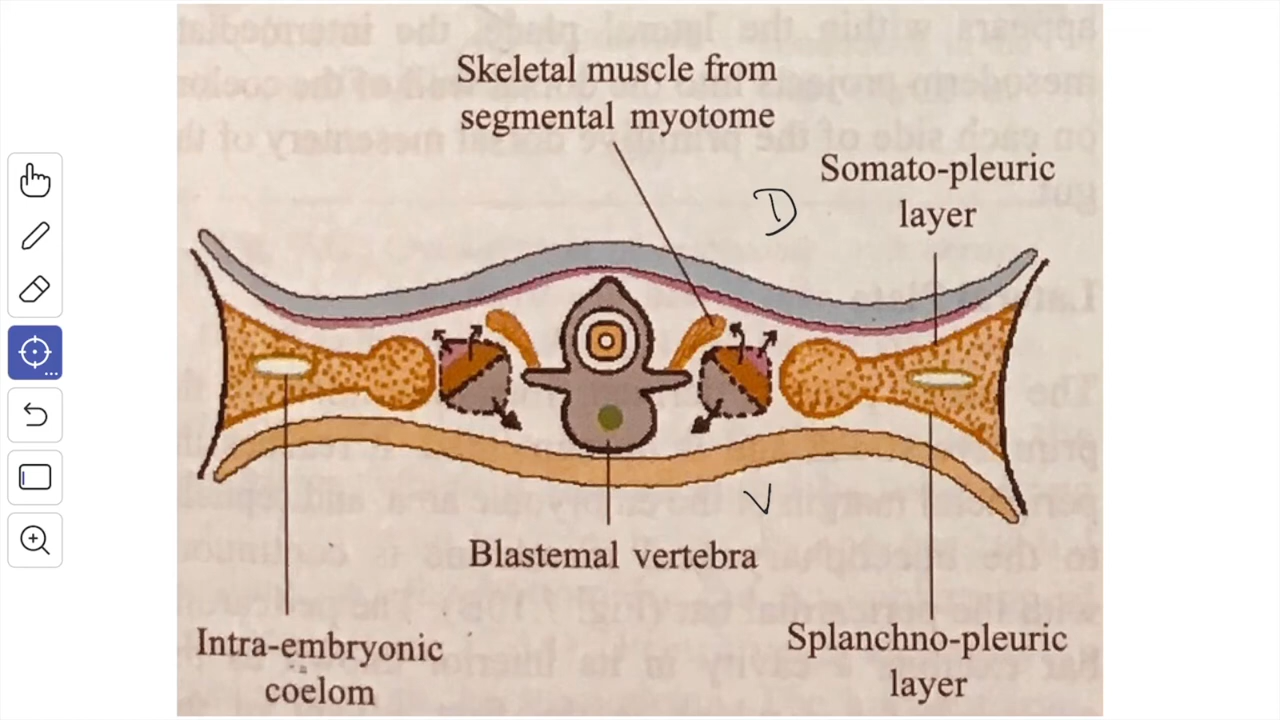 Skeletal muscle from
segmental myotome
Somato-pleuric
layer
D
V
Blastemal vertebra
Intra-embryonic
coelom
Splanchno-pleuric
layer